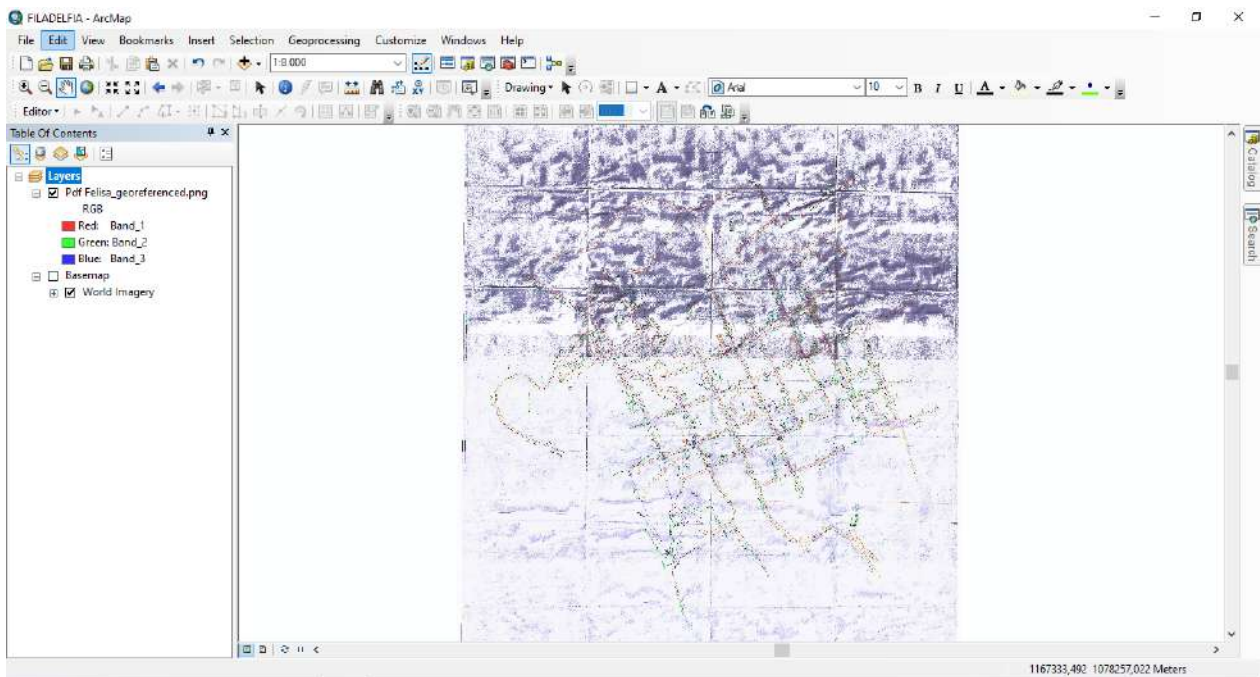 FILADELFIA - ArcMap
File Edit View Bookmarks Insert Selection Geoprocessing Customize Windows Help
1:8.000
Drawing A Arial 10 B I U A
Editor
Table Of Contents
Layers
Pdf Felisa_georeferenced.png
RGB
Red: Band_1
Green: Band_2
Blue: Band_3
Basemap
World Imagery
Catalog
Search
1167333,492 1078257,022 Meters